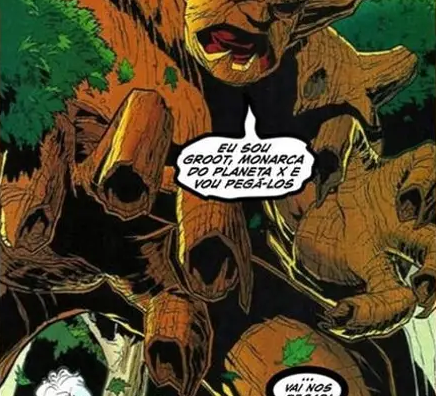 EU SOU
GROOT, MONARCA
DO PLANETA X E
VOU PEGÁ-LOS
...
VAI NOS